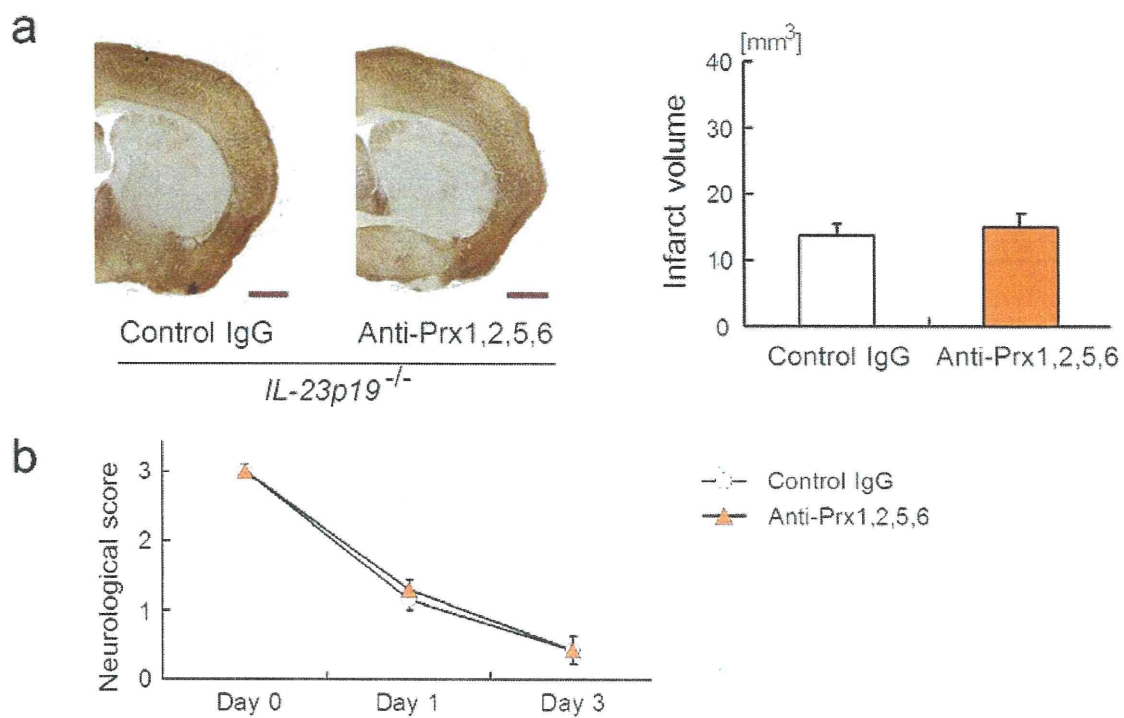 a
Control IgG
Anti-Prx1,2,5,6
IL-23p19-/-
[mm3]
40
30
20
10
0
Infarct volume
Control IgG
Anti-Prx1,2,5,6
b
Neurological score
3
2
1
0
Day 0
Day 1
Day 3
Control IgG
Anti-Prx1,2,5,6